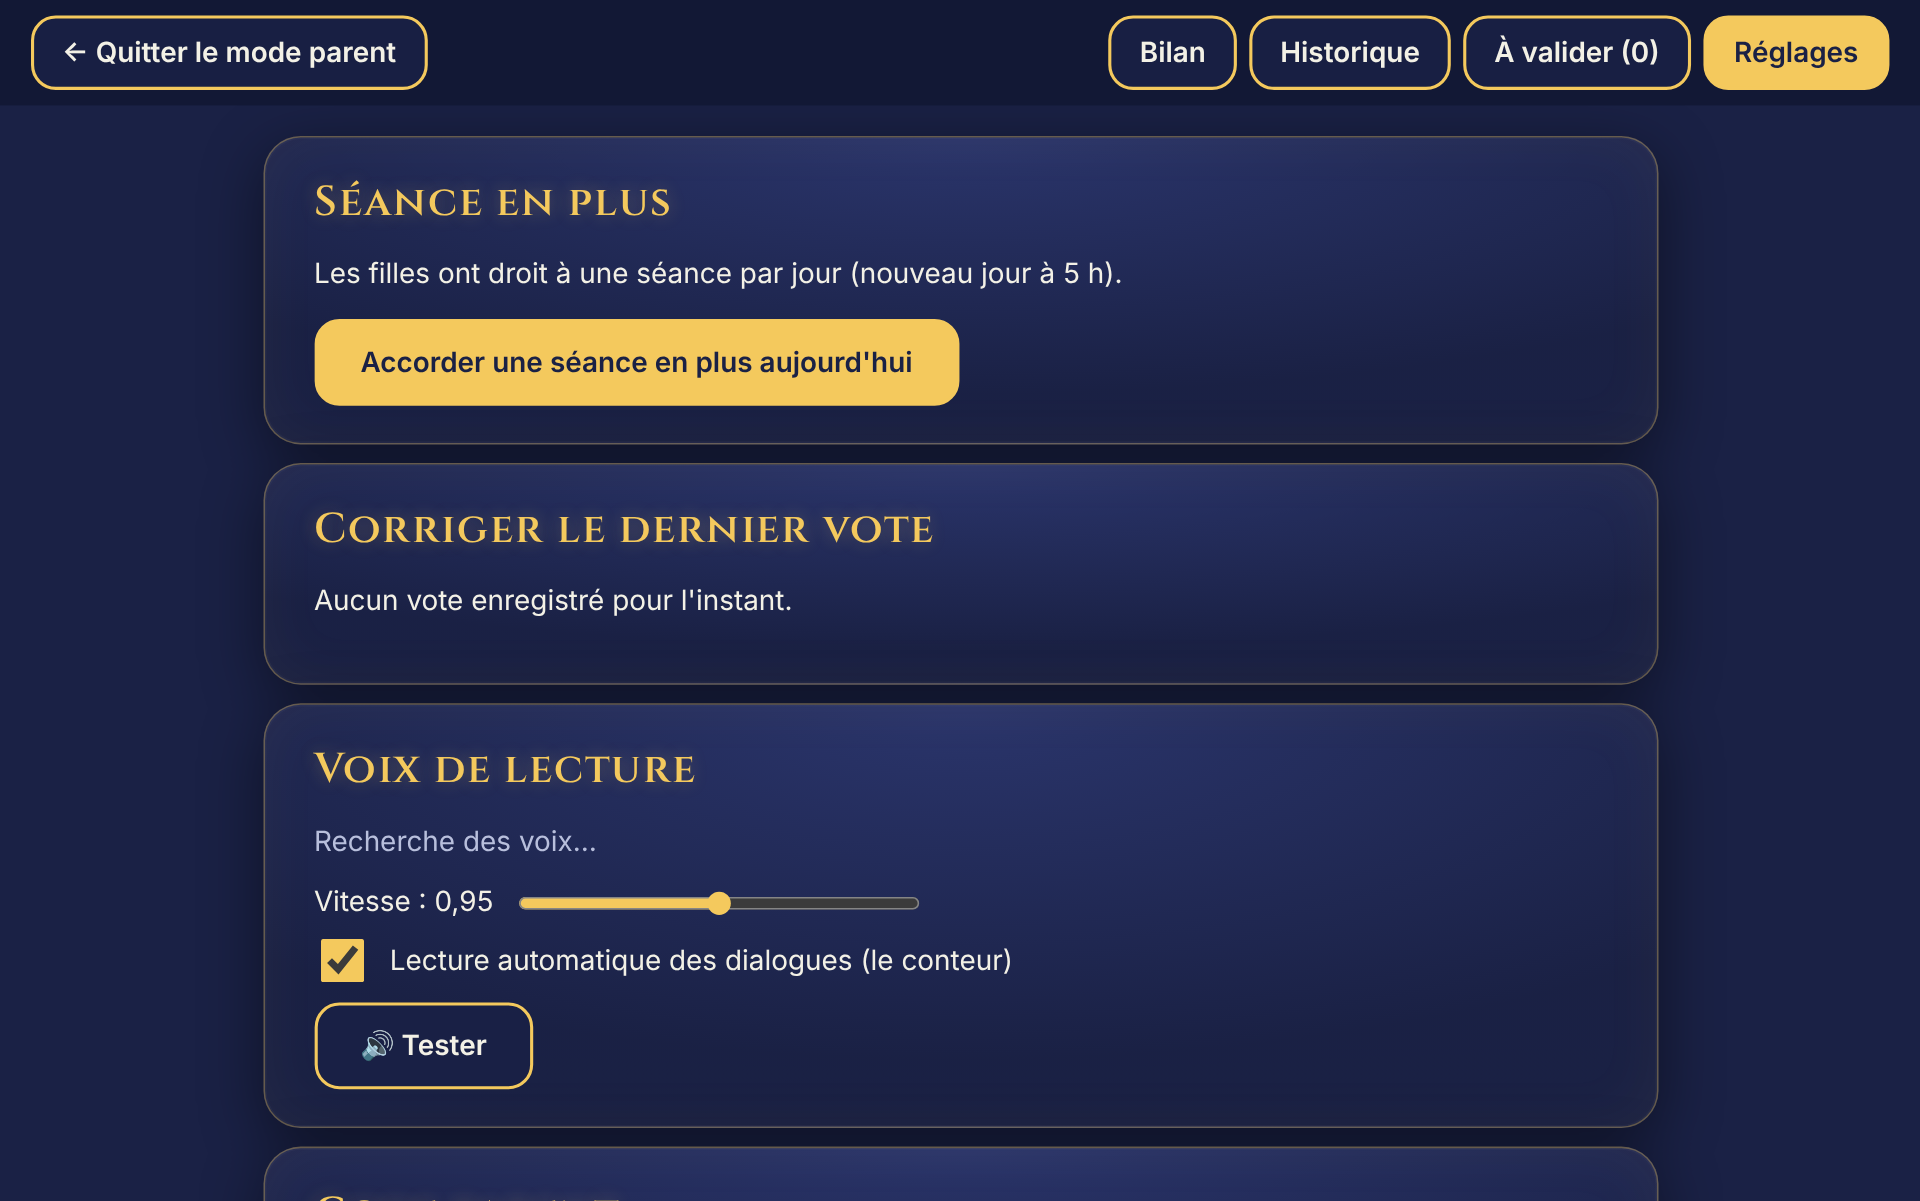 ← Quitter le mode parent
Bilan
Historique
À valider (0)
Réglages
Séance en plus
Les filles ont droit à une séance par jour (nouveau jour à 5 h).
Accorder une séance en plus aujourd'hui
Corriger le dernier vote
Aucun vote enregistré pour l'instant.
Voix de lecture
Recherche des voix...
Vitesse : 0,95
Lecture automatique des dialogues (le conteur)
🔊 Tester